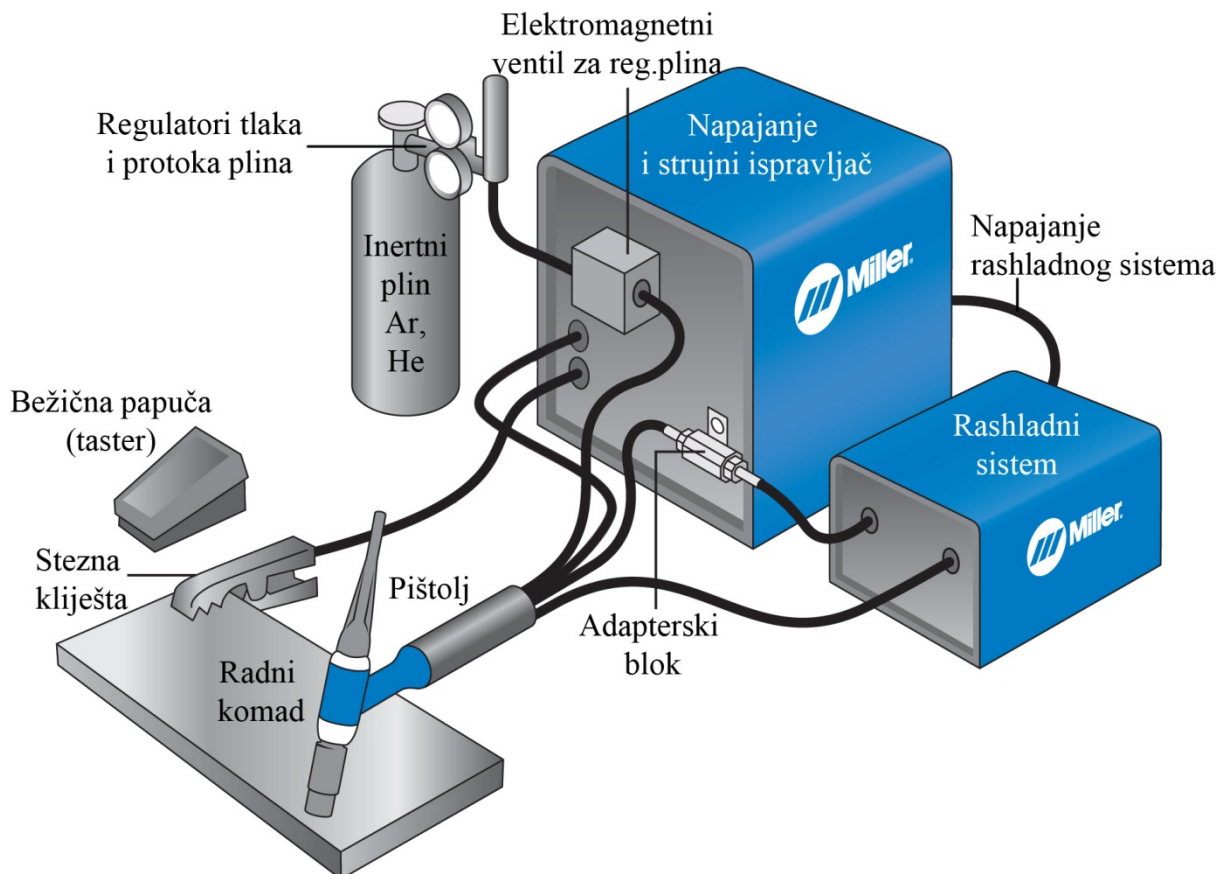 Elektromagnetni
ventil za reg.plina
Regulatori tlaka
i protoka plina
Napajanje
i strujni ispravljač
Inertni
plin
Ar,
He
Napajanje
rashladnog sistema
Miller®
Bežična papuča
(taster)
Rashladni
sistem
Miller®
Stezna
kliješta
Pištolj
Adapterski
blok
Radni
komad